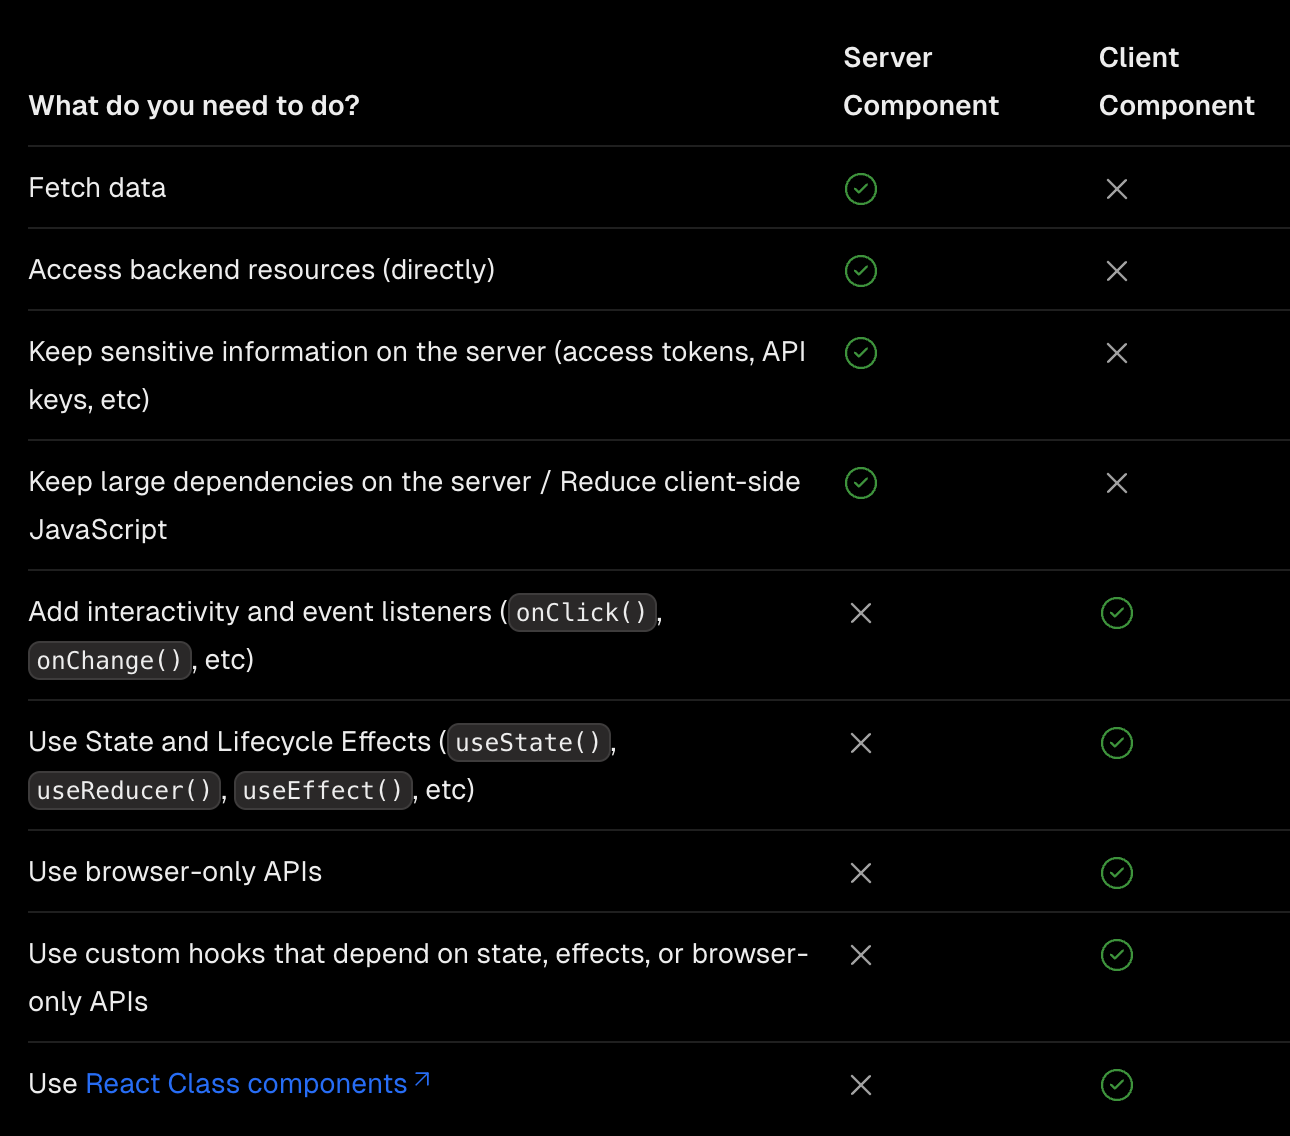 Server Client
What do you need to do? Component Component
Fetch data
Access backend resources (directly)
Keep sensitive information on the server (access tokens, API
keys, etc)
Keep large dependencies on the server / Reduce client-side
JavaScript
Add interactivity and event listeners (onClick(),
onChange(), etc)
Use State and Lifecycle Effects (useState(),
useReducer(), useEffect(), etc)
Use browser-only APIs
Use custom hooks that depend on state, effects, or browser-
only APIs
Use React Class components